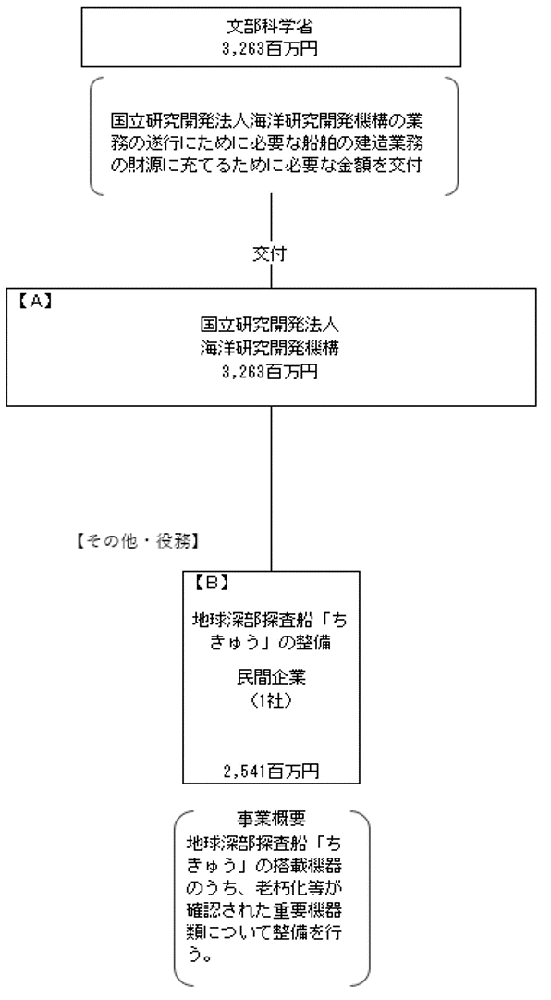 文部科学省
3,263百万円
国立研究開発法人海洋研究開発機構の業
務の遂行にために必要な船舶の建造業務
の財源に充てるために必要な金額を交付
交付
【A】
国立研究開発法人
海洋研究開発機構
3,263百万円
【その他・役務】
【B】
地球深部探査船「ち
きゅう」の整備
民間企業
（1社）
2,541百万円
事業概要
地球深部探査船「ち
きゅう」の搭載機器
のうち、老朽化等が
確認された重要機器
類について整備を行
う。